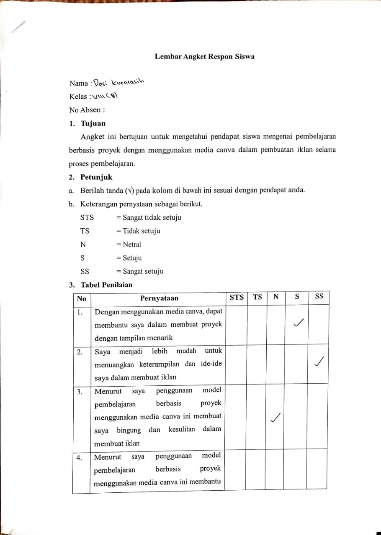 Lembar Angket Respon Siswa
Nama : Desi
Kelas : VIII
No Absen :
1. Tujuan
Angket ini bertujuan untuk mengetahui pendapat siswa mengenai pembelajaran
berbasis proyek dengan menggunakan media canva dalam pembuatan iklan selama
proses pembelajaran.
2. Petunjuk
a. Berilah tanda (√) pada kolom di bawah ini sesuai dengan pendapat anda.
b. Keterangan pernyataan sebagai berikut.
STS = Sangat tidak setuju
TS = Tidak setuju
N = Netral
S = Setuju
SS = Sangat setuju
3. Tabel Penilaian
No Pernyataan STS TS N S SS
1. Dengan menggunakan media canva, dapat
membantu saya dalam membuat proyek
dengan tampilan menarik ✓
2. Saya menjadi lebih mudah untuk
menuangkan keterampilan dan ide-ide
saya dalam membuat iklan ✓
3. Menurut saya penggunaan model
pembelajaran berbasis proyek
menggunakan media canva ini membuat
saya bingung dan kesulitan dalam
membuat iklan ✓
4. Menurut saya penggunaan model
pembelajaran berbasis proyek
menggunakan media canva ini membantu